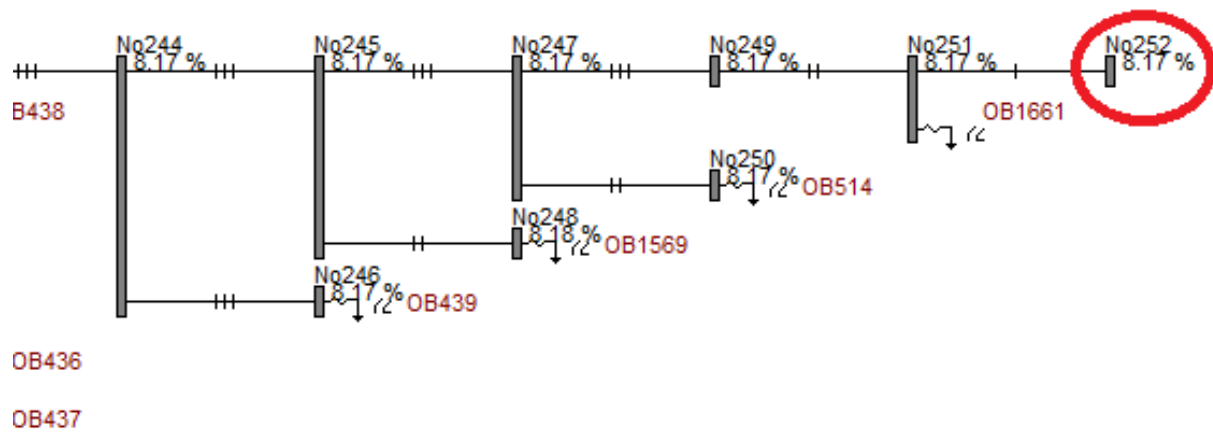 No244
8.17 %
No245
8.17 %
No247
8.17 %
No249
8.17 %
No251
8.17 %
No252
8.17 %
B438
OB1661
No250
8.17 %
OB514
No248
8.18 %
OB1569
No246
8.17 %
OB439
OB436
OB437